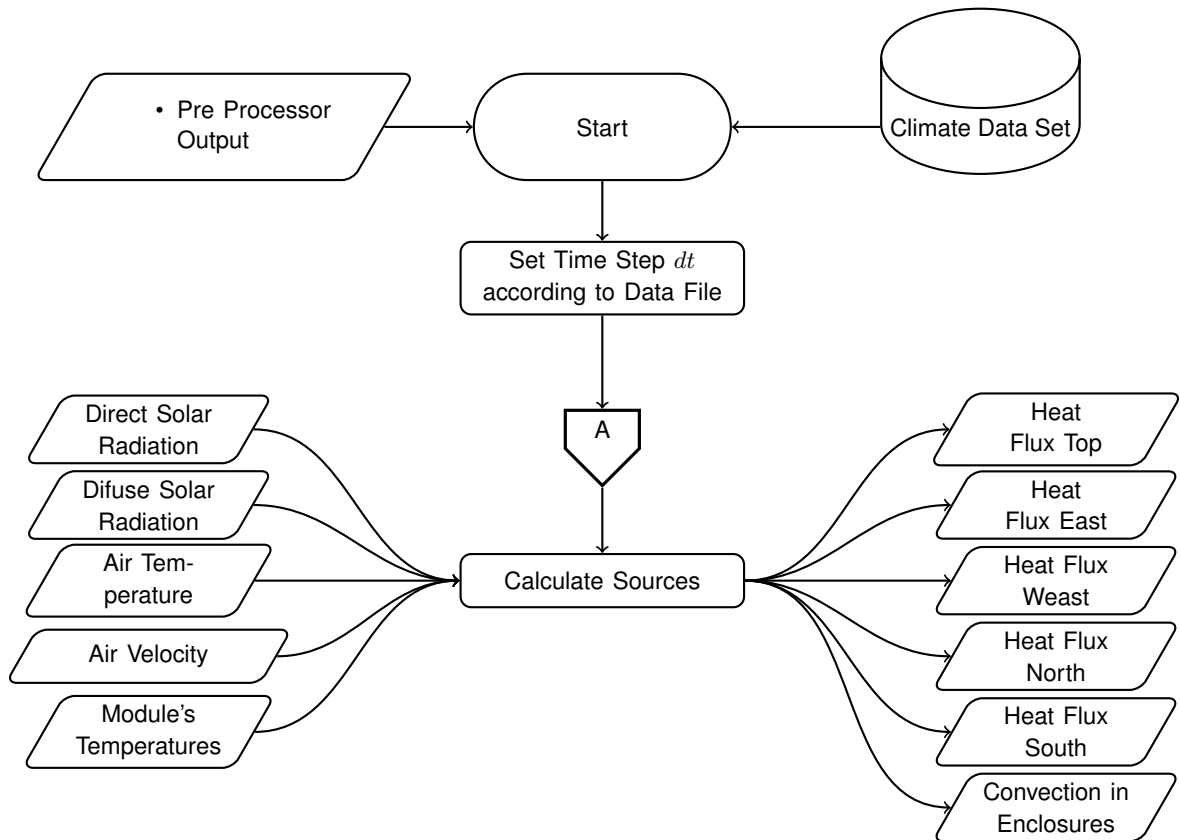 • Pre Processor
Output
Start
Climate Data Set
Set Time Step dt
according to Data File
A
Direct Solar
Radiation
Difuse Solar
Radiation
Air Tem-
perature
Air Velocity
Module's
Temperatures
Calculate Sources
Heat
Flux Top
Heat
Flux East
Heat Flux
Weast
Heat Flux
North
Heat Flux
South
Convection in
Enclosures